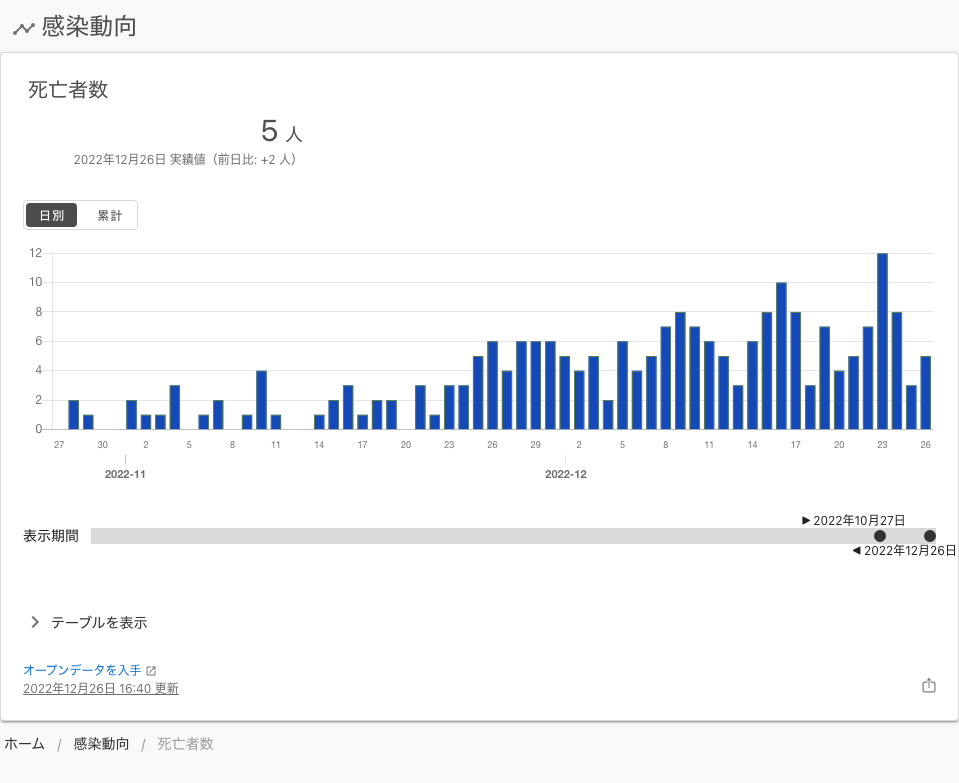 感染動向
死亡者数
5 人
2022年12月26日 実績値（前日比: +2 人）
日別 累計
12
10
8
6
4
2
0
27 30 2 5 8 11 14 17 20 23 26 29 2 5 8 11 14 17 20 23 26
2022-11 2022-12
▶ 2022年10月27日
表示期間
◀ 2022年12月26日
テーブルを表示
オープンデータを入手
2022年12月26日 16:40 更新
ホーム / 感染動向 / 死亡者数